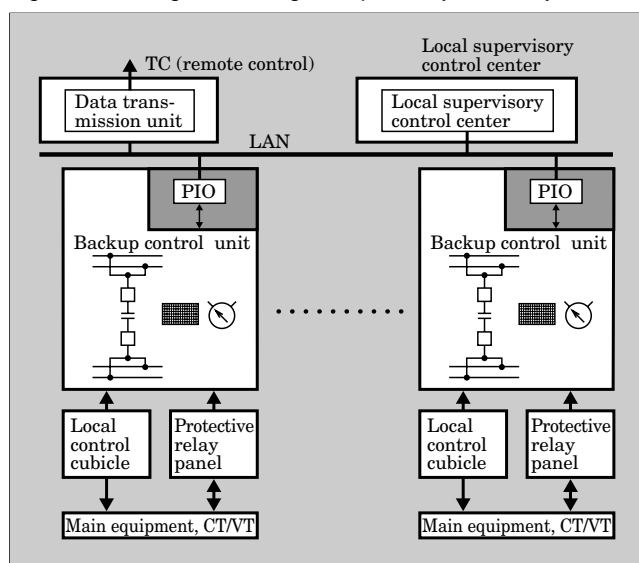 TC (remote control)
Local supervisory
control center
Data trans-
mission unit
Local supervisory
control center
LAN
PIO
PIO
Backup control unit
Backup control unit
Local
control
cubicle
Protective
relay
panel
Local
control
cubicle
Protective
relay
panel
Main equipment, CT/VT
Main equipment, CT/VT